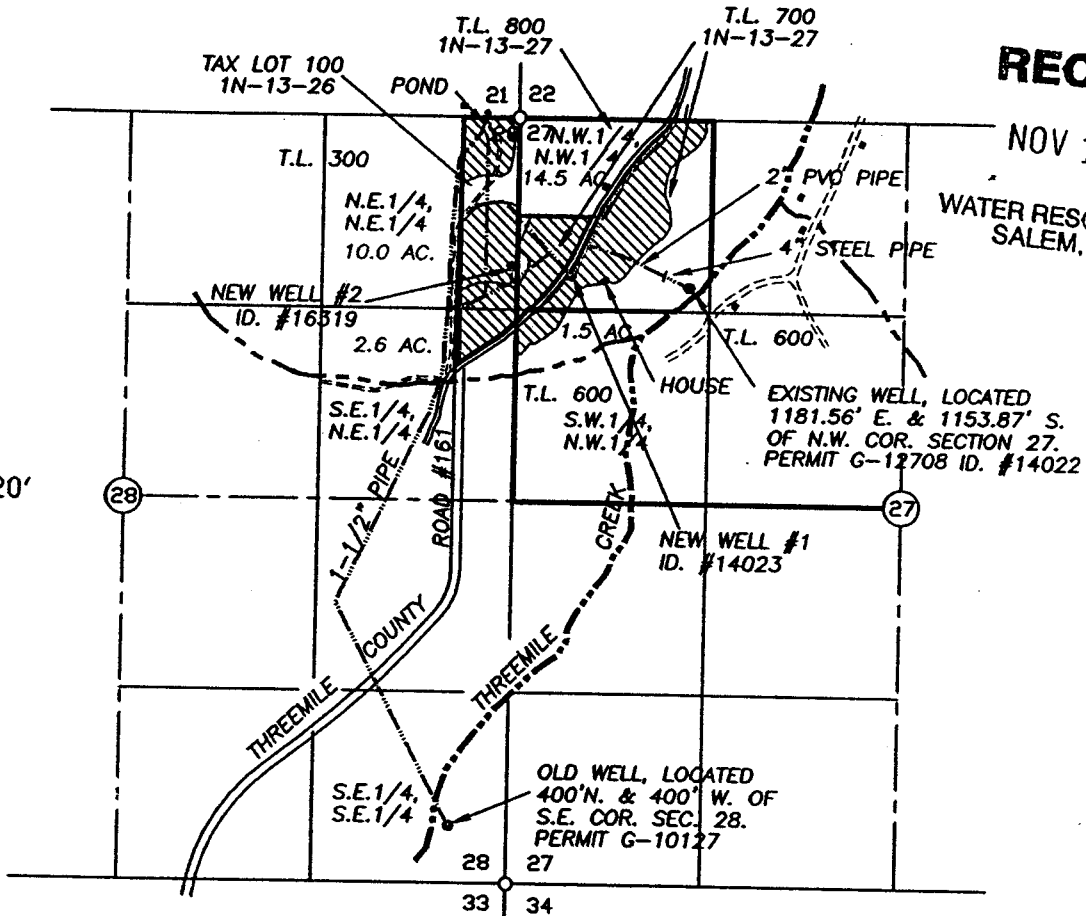 T.L. 800
1N-13-27
T.L. 700
1N-13-27
TAX LOT 100
1N-13-26
POND
21 22
REC
NOV
WATER RESO
SALEM,
T.L. 300
27
N.W.1/4,
N.W.1/4
14.5 AC.
2" PVC PIPE
4" STEEL PIPE
N.E.1/4,
N.E.1/4
10.0 AC.
NEW WELL #2
ID. #16319
2.6 AC.
1.5 AC.
T.L. 600
HOUSE
T.L. 600
S.W.1/4,
N.W.1/4
S.E.1/4,
N.E.1/4
EXISTING WELL, LOCATED
1181.56' E. & 1153.87' S.
OF N.W. COR. SECTION 27.
PERMIT G-12708 ID. #14022
20'
28
27
1-1/2" PIPE
ROAD #161
CREEK
NEW WELL #1
ID. #14023
COUNTY
THREEMILE
THREEMILE
S.E.1/4,
S.E.1/4
OLD WELL, LOCATED
400'N. & 400' W. OF
S.E. COR. SEC. 28.
PERMIT G-10127
28 27
33 34